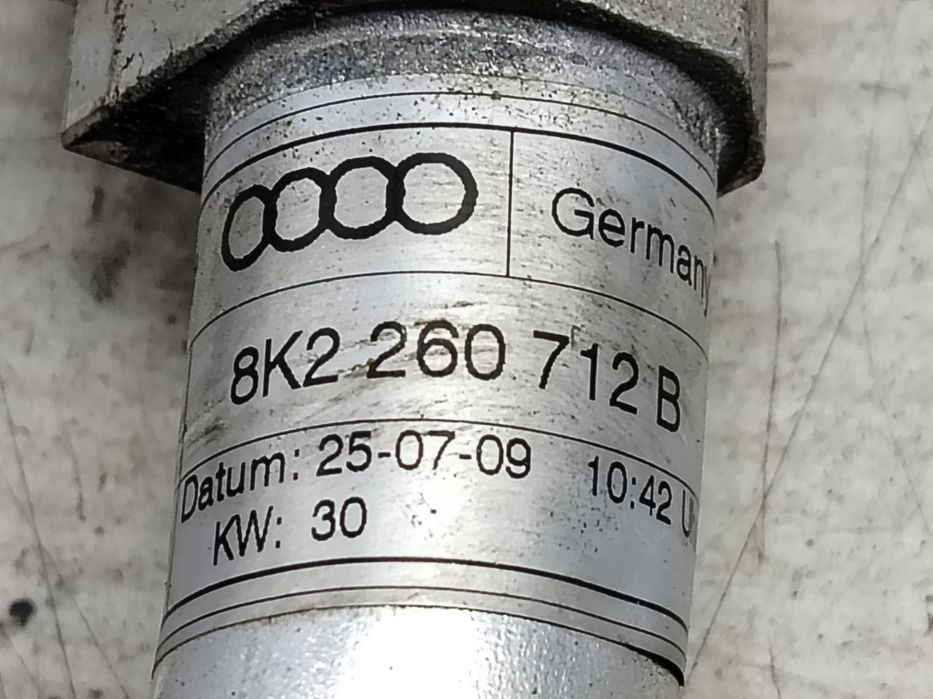 Germany
8K2 260 712 B
Datum: 25-07-09 10:42 U
KW: 30